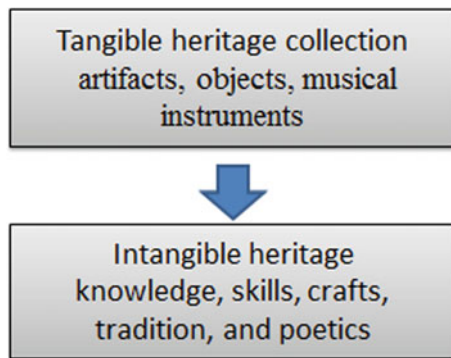 Tangible heritage collection
artifacts, objects, musical
instruments
Intangible heritage
knowledge, skills, crafts,
tradition, and poetics